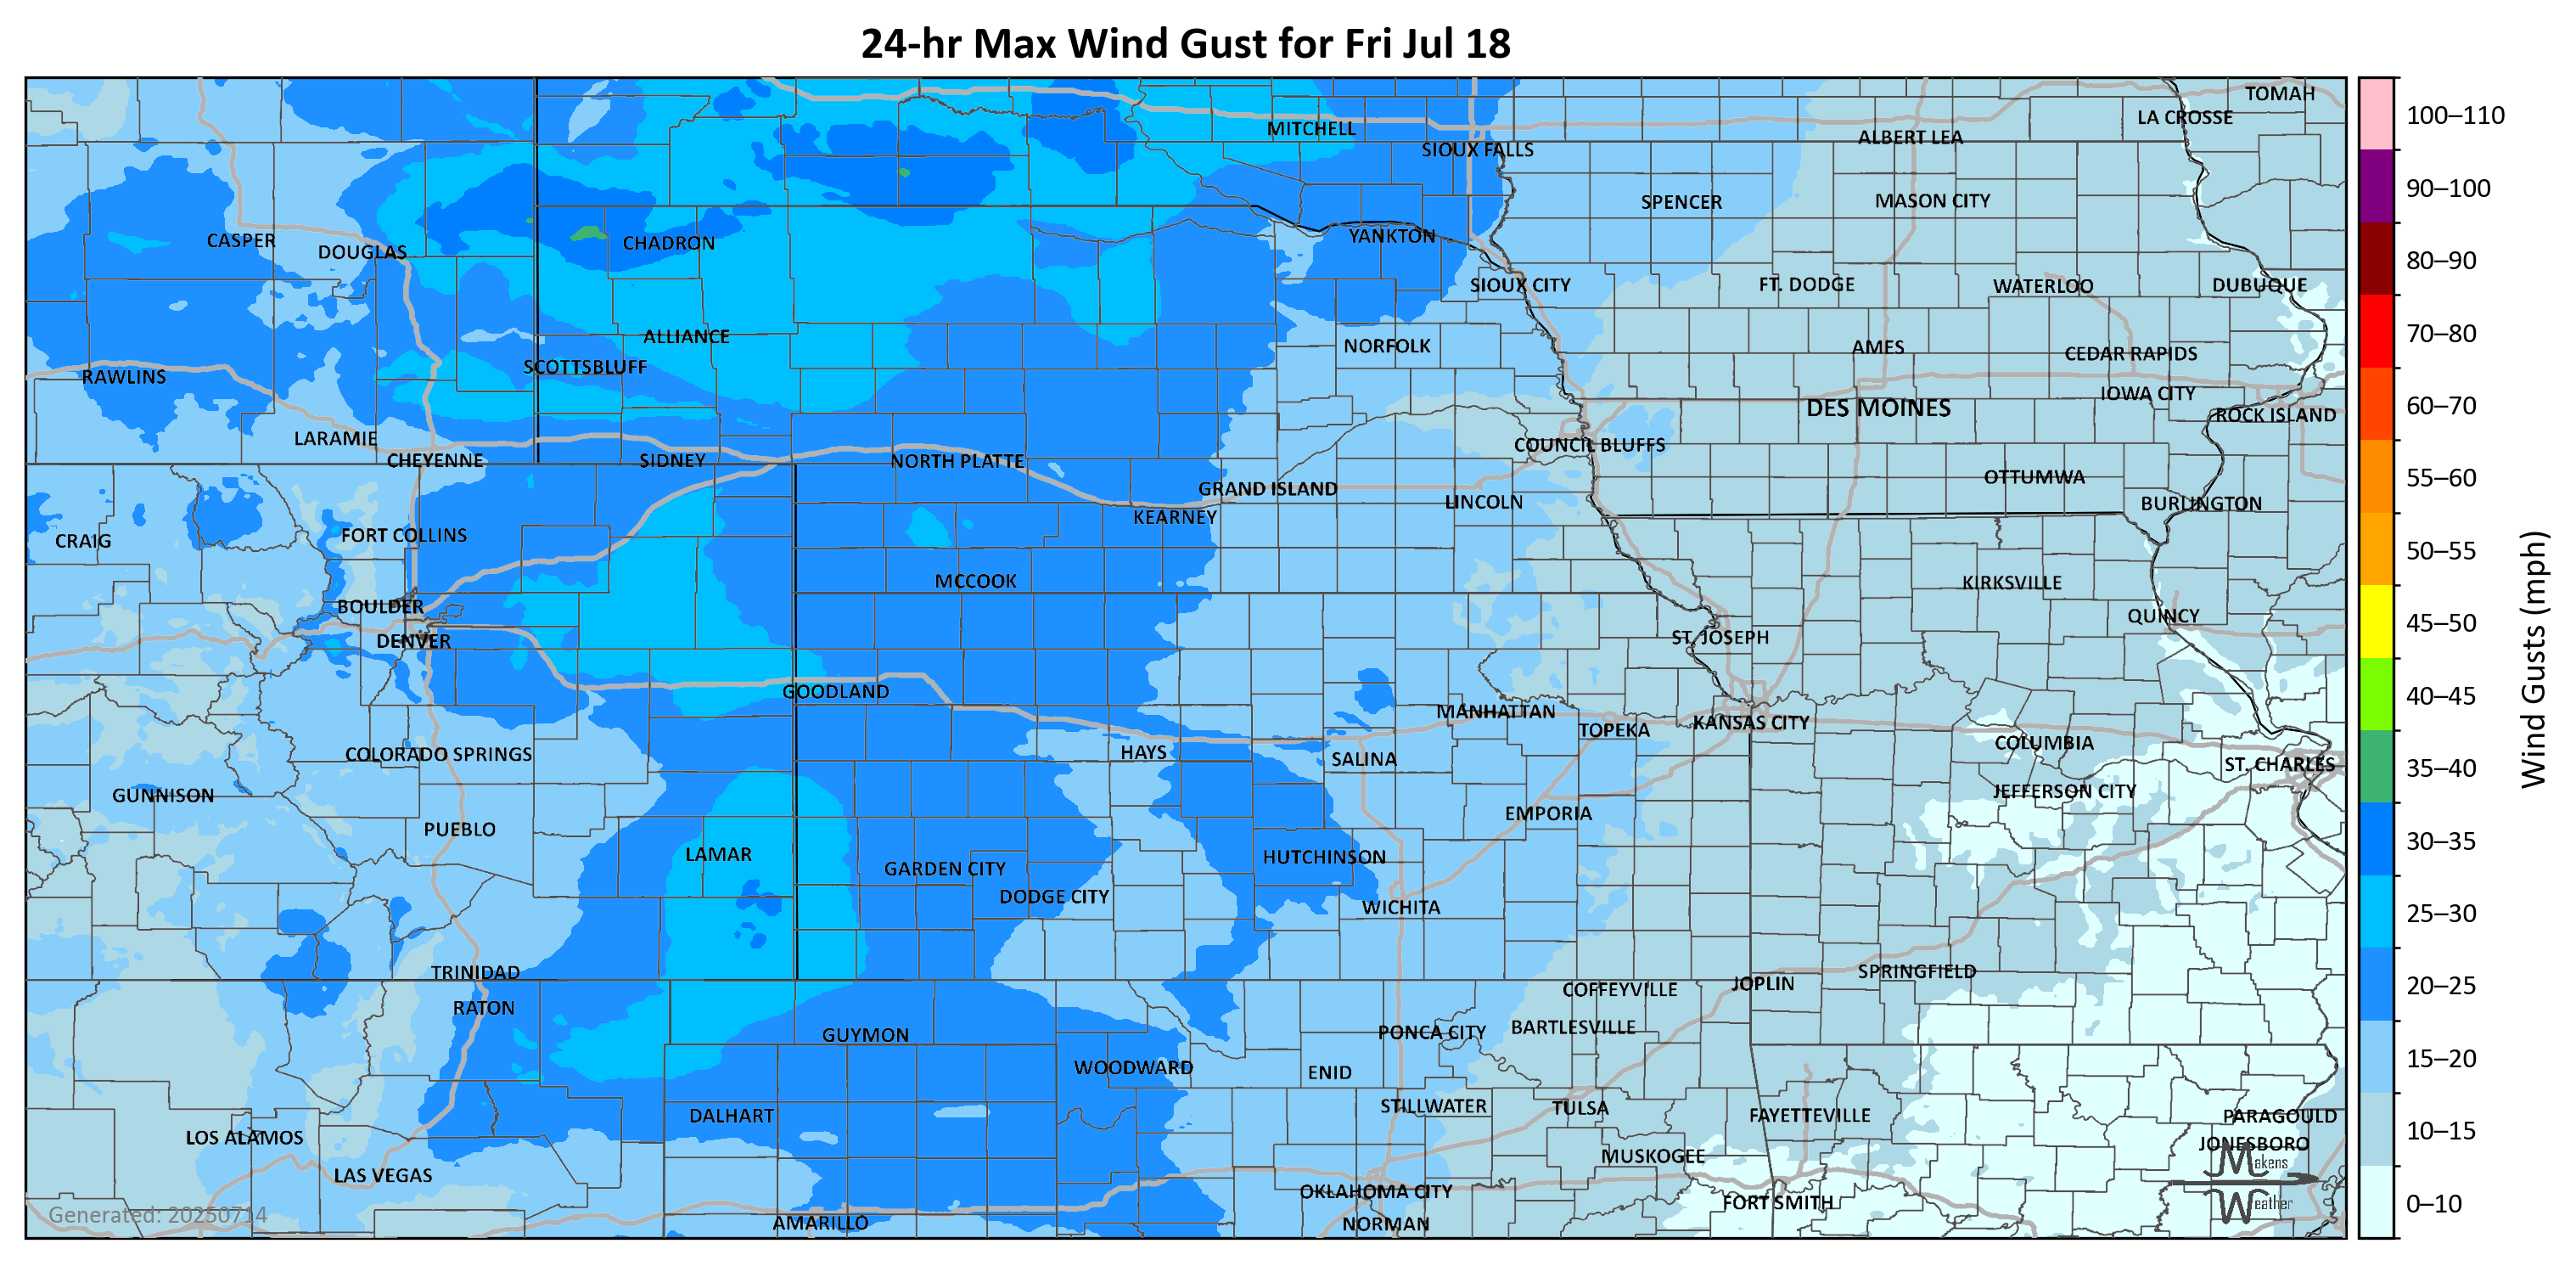 24-hr Max Wind Gust for Fri Jul 18
TOMAH
LA CROSSE
MITCHELL
ALBERT LEA
SIOUX FALLS
SPENCER
MASON CITY
CASPER
DOUGLAS
CHADRON
YANKTON
SIOUX CITY
FT. DODGE
WATERLOO
DUBUQUE
ALLIANCE
NORFOLK
AMES
CEDAR RAPIDS
SCOTTSBLUFF
RAWLINS
IOWA CITY
DES MOINES
ROCK ISLAND
LARAMIE
COUNCIL BLUFFS
CHEYENNE
SIDNEY
NORTH PLATTE
OTTUMWA
GRAND ISLAND
LINCOLN
BURLINGTON
KEARNEY
CRAIG
FORT COLLINS
MCCOOK
KIRKSVILLE
BOULDER
QUINCY
DENVER
ST. JOSEPH
GOODLAND
MANHATTAN
TOPEKA
KANSAS CITY
COLUMBIA
COLORADO SPRINGS
HAYS
SALINA
ST. CHARLES
GUNNISON
JEFFERSON CITY
EMPORIA
PUEBLO
LAMAR
HUTCHINSON
GARDEN CITY
DODGE CITY
WICHITA
TRINIDAD
SPRINGFIELD
JOPLIN
COFFEYVILLE
RATON
BARTLESVILLE
GUYMON
PONCA CITY
WOODWARD
ENID
STILLWATER
TULSA
DALHART
FAYETTEVILLE
PARAGOULD
LOS ALAMOS
JONESBORO
MUSKOGEE
LAS VEGAS
OKLAHOMA CITY
FORT SMITH
AMARILLO
NORMAN
Generated: 20250714
Makens
Weather
100–110
90–100
80–90
70–80
60–70
55–60
50–55
45–50
40–45
35–40
30–35
25–30
20–25
15–20
10–15
0–10
Wind Gusts (mph)